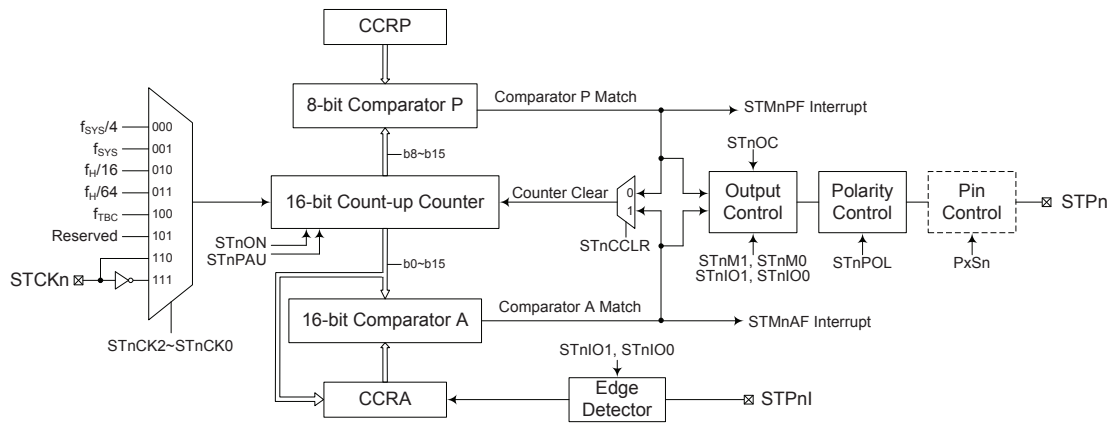 CCRP
8-bit Comparator P
Comparator P Match
STMnPF Interrupt
b8~b15
fSYS/4
000
fSYS
001
fH/16
010
fH/64
011
fTBC
100
Reserved
101
110
111
STCKn
STnCK2~STnCK0
16-bit Count-up Counter
STnON
STnPAU
Counter Clear
0
1
STnCCLR
STnOC
Output
Control
STnM1, STnM0
STnIO1, STnIO0
Polarity
Control
STnPOL
Pin
Control
PxSn
STPn
b0~b15
16-bit Comparator A
Comparator A Match
STMnAF Interrupt
STnIO1, STnIO0
CCRA
Edge
Detector
STPnI